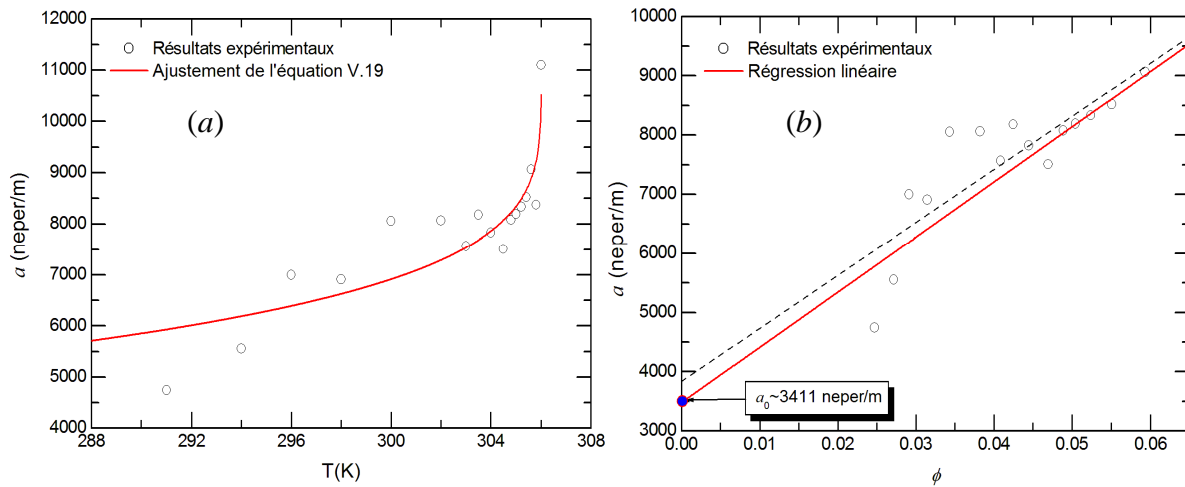 12000
11000
10000
9000
8000
7000
6000
5000
4000
a (neper/m)
Résultats expérimentaux
Ajustement de l'équation V.19
(a)
288 292 296 300 304 308
T(K)
10000
9000
8000
7000
6000
5000
4000
3000
a (neper/m)
Résultats expérimentaux
Régression linéaire
(b)
a₀~3411 neper/m
0.00 0.01 0.02 0.03 0.04 0.05 0.06
ϕ